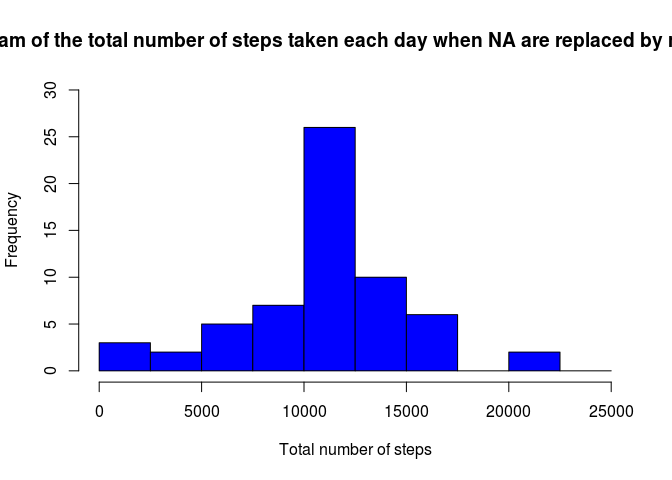 am of the total number of steps taken each day when NA are replaced by
Frequency
30
25
20
15
10
5
0
0 5000 10000 15000 20000 25000
Total number of steps